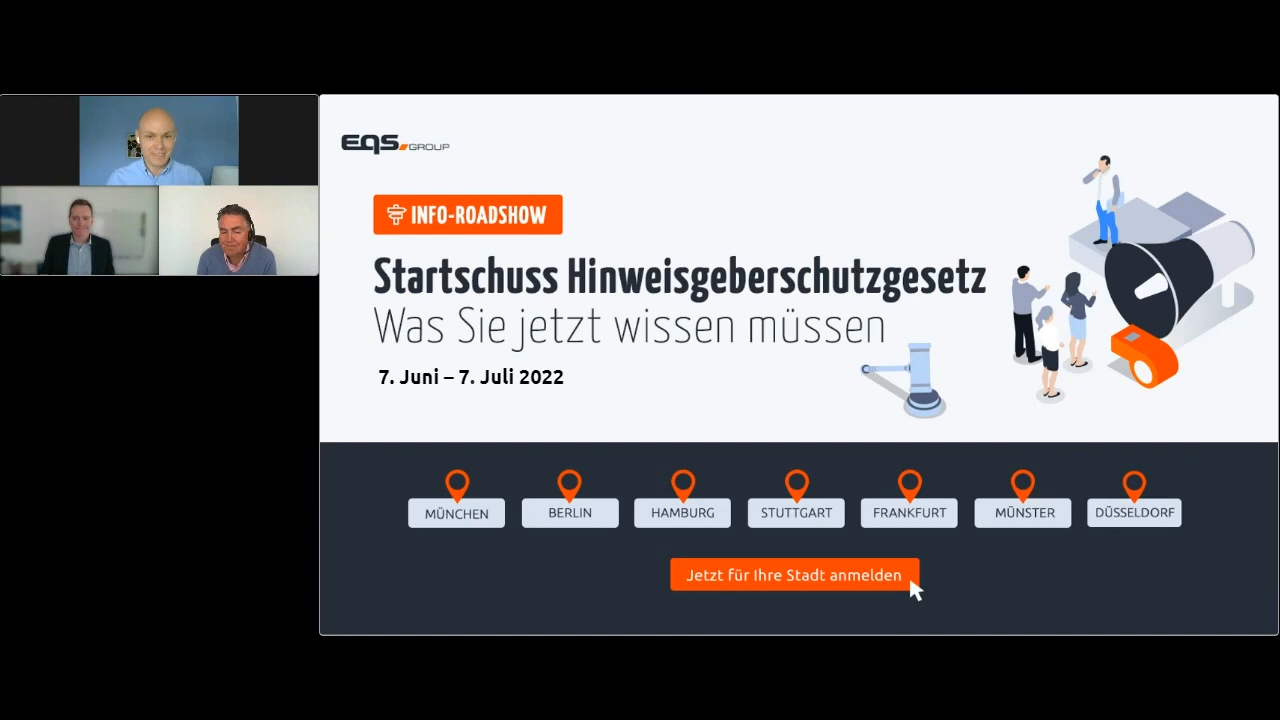 EQS GROUP
INFO-ROADSHOW
Startschuss Hinweisgeberschutzgesetz
Was Sie jetzt wissen müssen
7. Juni – 7. Juli 2022
MÜNCHEN
BERLIN
HAMBURG
STUTTGART
FRANKFURT
MÜNSTER
DÜSSELDORF
Jetzt für Ihre Stadt anmelden